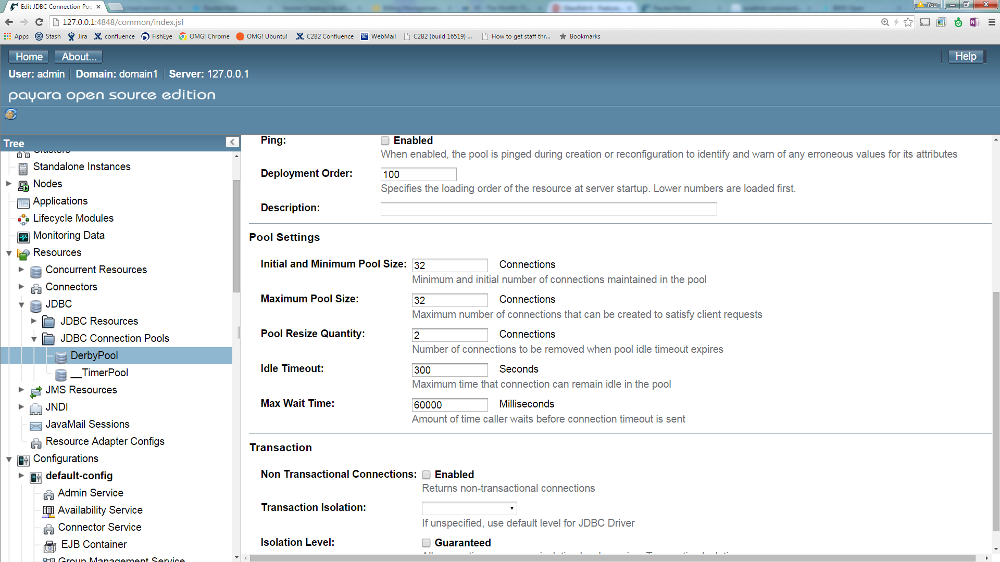 Edit JDBC Connection Poo
You
127.0.0.1:4848/common/index.jsf
Apps Stash Jira confluence FishEye OMG! Chrome OMG! Ubuntu! C2B2 Confluence WebMail C2B2 (build 16519) ... How to get staff thr... Bookmarks
Home About... Help
User: admin Domain: domain1 Server: 127.0.0.1
payara open source edition
Tree
Clusters
Standalone Instances
Nodes
Applications
Lifecycle Modules
Monitoring Data
Resources
Concurrent Resources
Connectors
JDBC
JDBC Resources
JDBC Connection Pools
DerbyPool
__TimerPool
JMS Resources
JNDI
JavaMail Sessions
Resource Adapter Configs
Configurations
default-config
Admin Service
Availability Service
Connector Service
EJB Container
Group Management Service
Ping: Enabled
When enabled, the pool is pinged during creation or reconfiguration to identify and warn of any erroneous values for its attributes
Deployment Order: 100
Specifies the loading order of the resource at server startup. Lower numbers are loaded first.
Description:
Pool Settings
Initial and Minimum Pool Size: 32 Connections
Minimum and initial number of connections maintained in the pool
Maximum Pool Size: 32 Connections
Maximum number of connections that can be created to satisfy client requests
Pool Resize Quantity: 2 Connections
Number of connections to be removed when pool idle timeout expires
Idle Timeout: 300 Seconds
Maximum time that connection can remain idle in the pool
Max Wait Time: 60000 Milliseconds
Amount of time caller waits before connection timeout is sent
Transaction
Non Transactional Connections: Enabled
Returns non-transactional connections
Transaction Isolation:
If unspecified, use default level for JDBC Driver
Isolation Level: Guaranteed